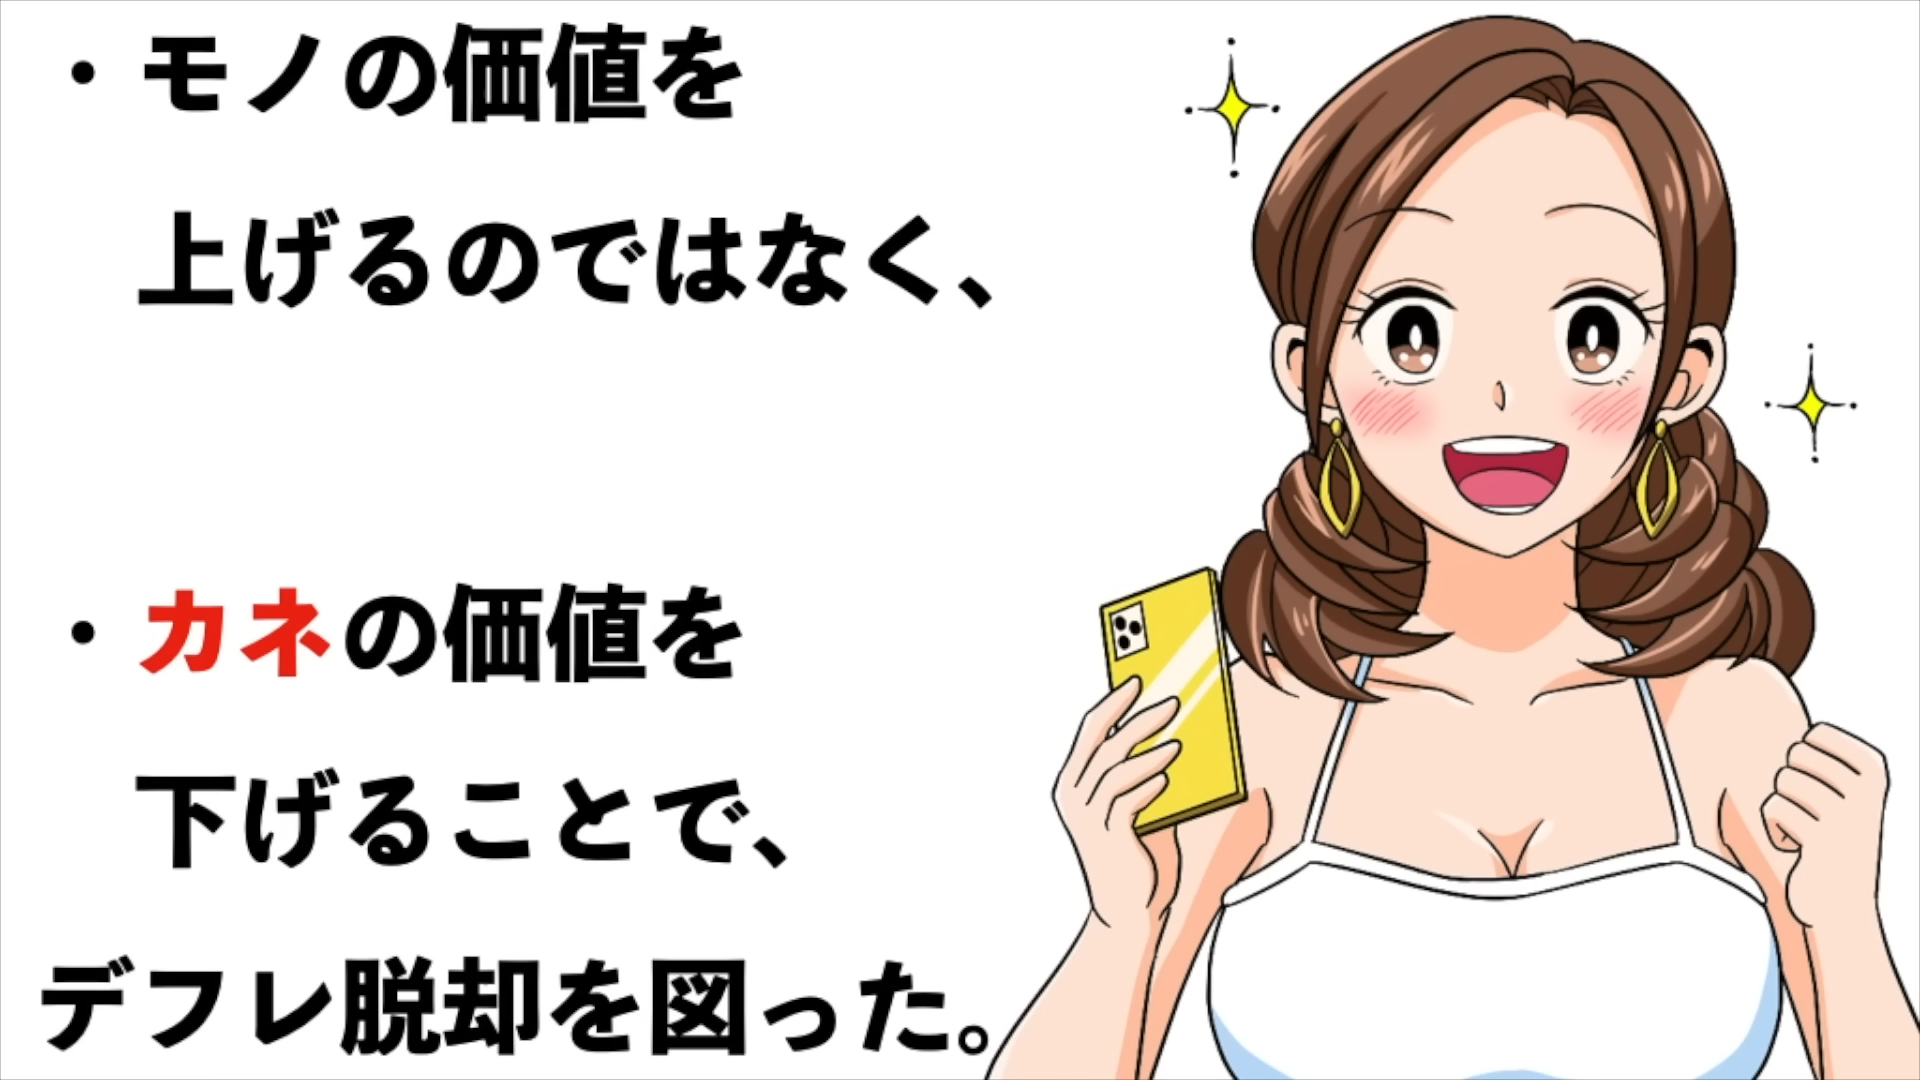 ・モノの価値を
上げるのではなく、
・カネの価値を
下げることで、
デフレ脱却を図った。